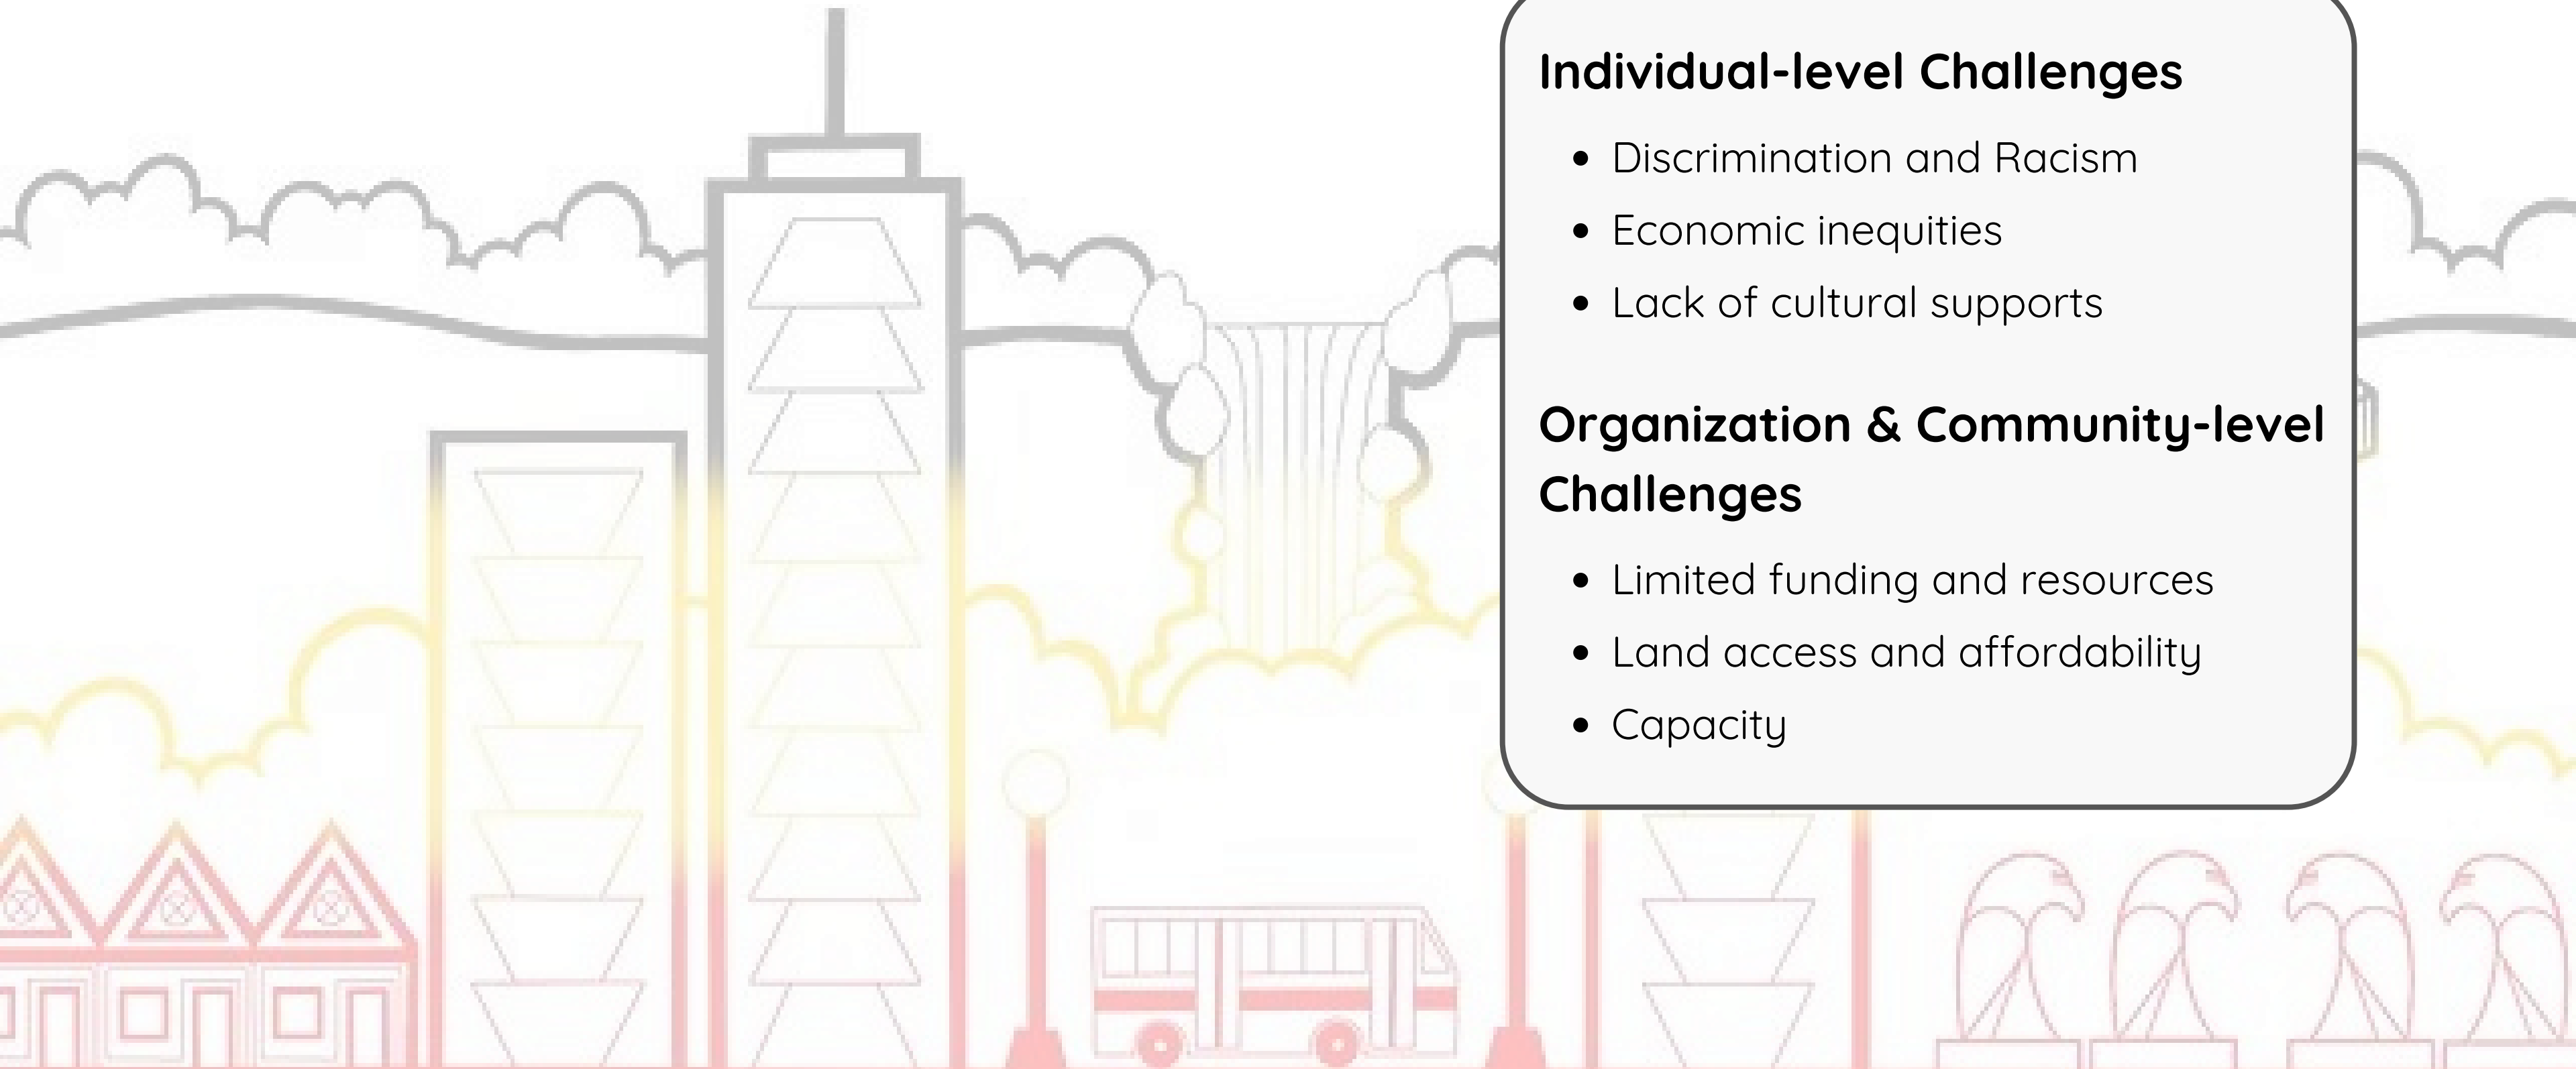 Individual-level Challenges
• Discrimination and Racism
• Economic inequities
• Lack of cultural supports
Organization & Community-level
Challenges
• Limited funding and resources
• Land access and affordability
• Capacity